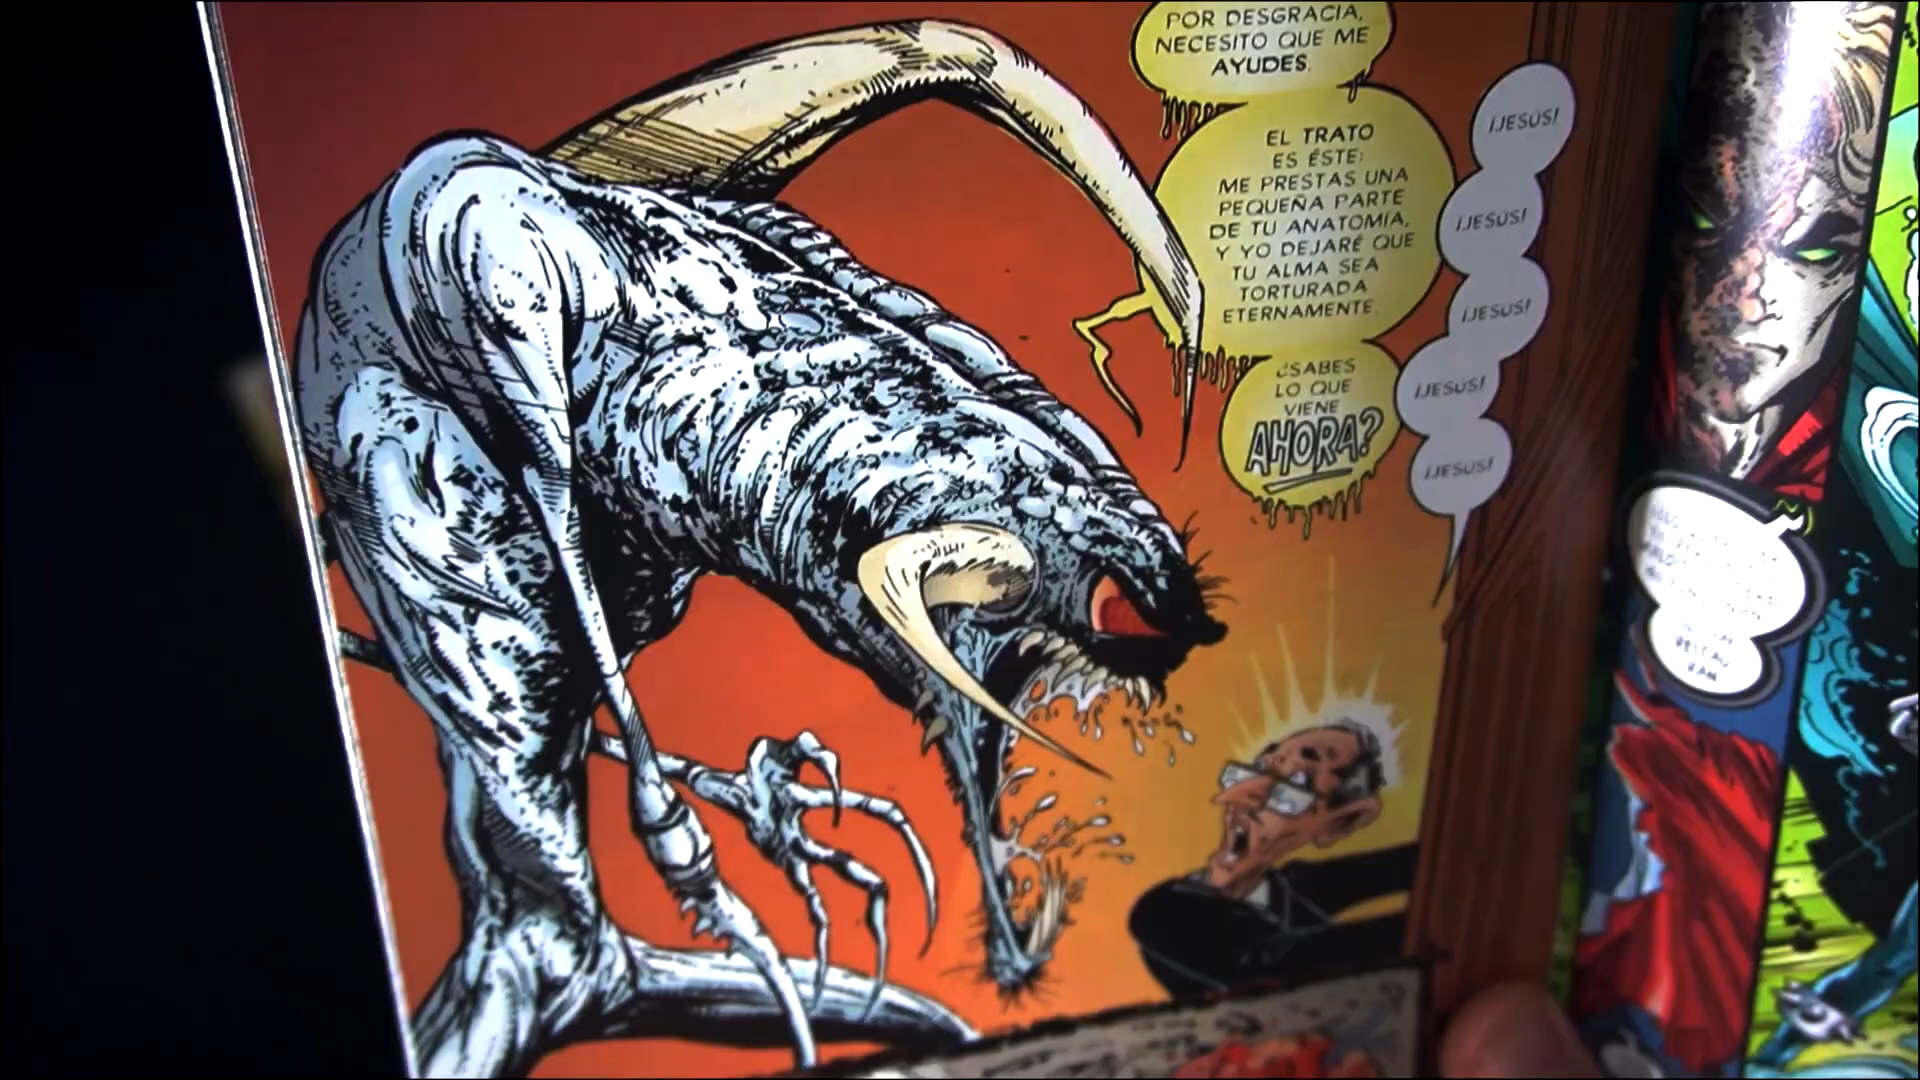 POR DESGRACIA,
NECESITO QUE ME
AYUDES.
EL TRATO
ES ÉSTE:
ME PRESTAS UNA
PEQUEÑA PARTE
DE TU ANATOMÍA,
Y YO DEJARÉ QUE
TU ALMA SEA
TORTURADA
ETERNAMENTE.
¿SABES
LO QUE
VIENE
AHORA?
¡JESÚS!
¡JESÚS!
¡JESÚS!
¡JESÚS!
¡JESÚS!